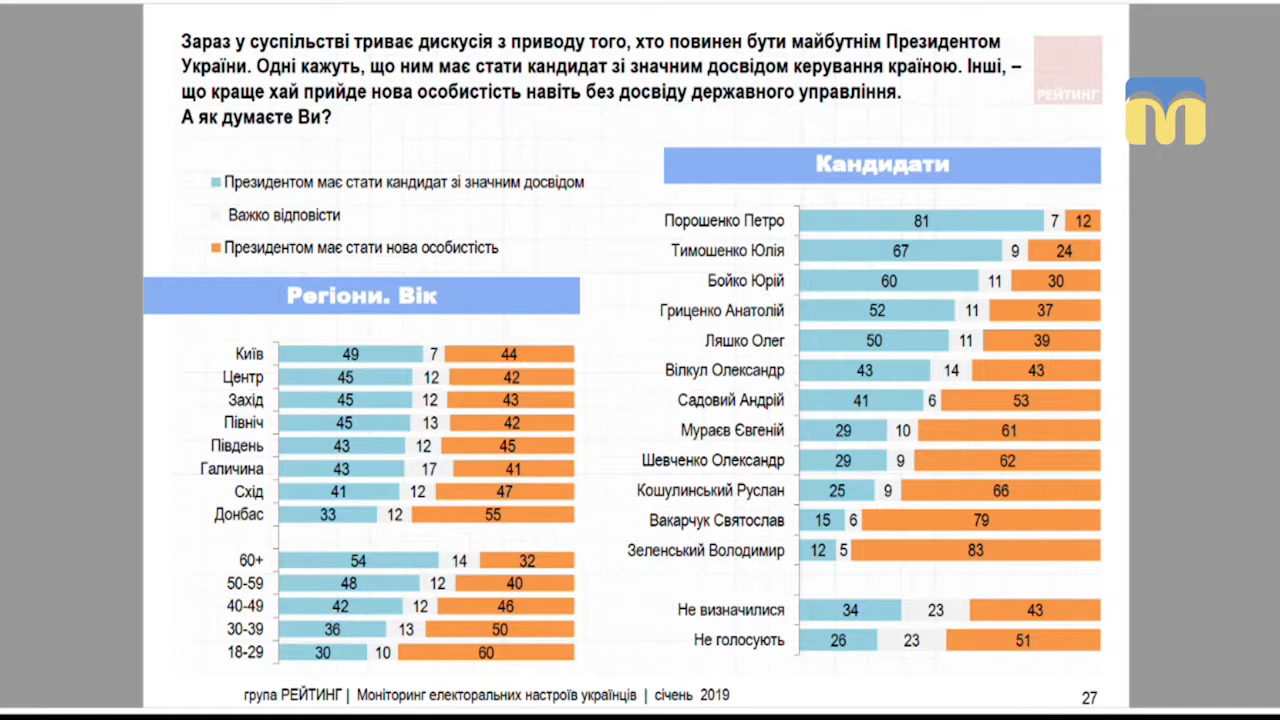 Зараз у суспільстві триває дискусія з приводу того, хто повинен бути майбутнім Президентом
України. Одні кажуть, що ним має стати кандидат зі значним досвідом керування країною. Інші, –
що краще хай прийде нова особистість навіть без досвіду державного управління.
А як думаєте Ви?
РЕЙТИНГ
Президентом має стати кандидат зі значним досвідом
Важко відповісти
Президентом має стати нова особистість
Регіони. Вік
Київ 49 7 44
Центр 45 12 42
Захід 45 12 43
Північ 45 13 42
Південь 43 12 45
Галичина 43 17 41
Схід 41 12 47
Донбас 33 12 55
60+ 54 14 32
50-59 48 12 40
40-49 42 12 46
30-39 36 13 50
18-29 30 10 60
Кандидати
Порошенко Петро 81 7 12
Тимошенко Юлія 67 9 24
Бойко Юрій 60 11 30
Гриценко Анатолій 52 11 37
Ляшко Олег 50 11 39
Вілкул Олександр 43 14 43
Садовий Андрій 41 6 53
Мураєв Євгеній 29 10 61
Шевченко Олександр 29 9 62
Кошулинський Руслан 25 9 66
Вакарчук Святослав 15 6 79
Зеленський Володимир 12 5 83
Не визначилися 34 23 43
Не голосують 26 23 51
група РЕЙТИНГ | Моніторинг електоральних настроїв українців | січень 2019
27